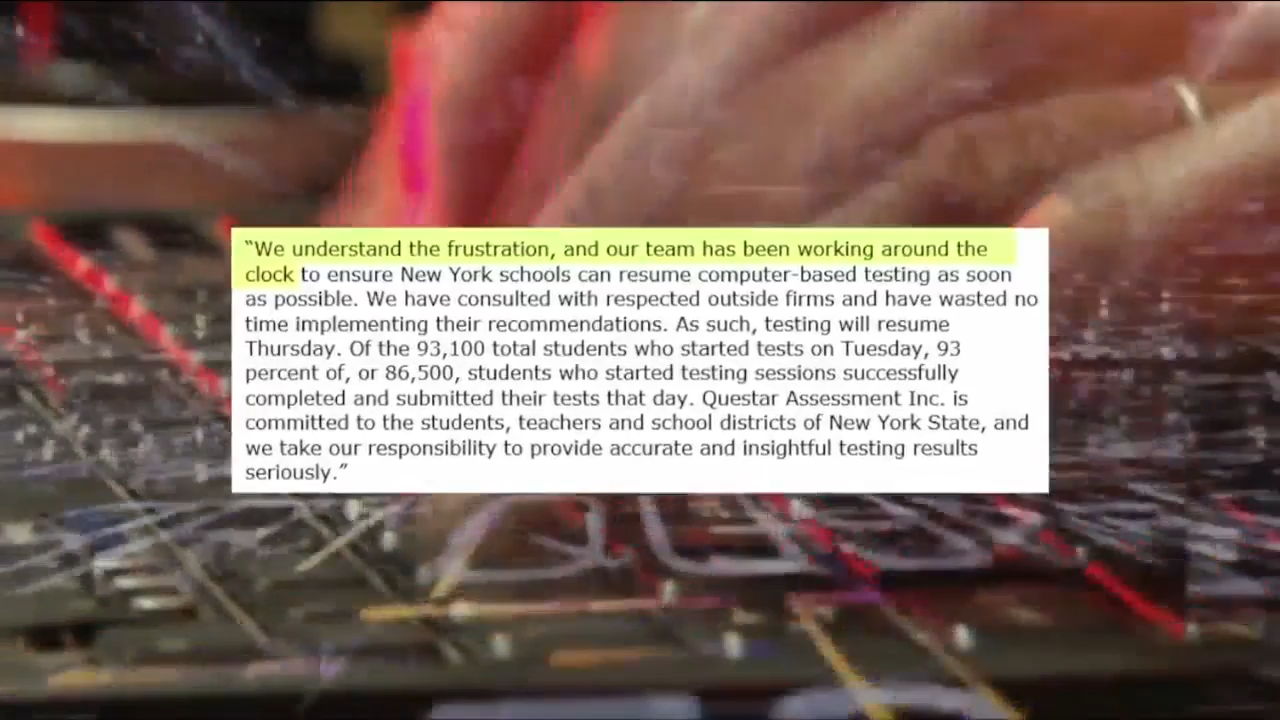 “We understand the frustration, and our team has been working around the
clock to ensure New York schools can resume computer-based testing as soon
as possible. We have consulted with respected outside firms and have wasted no
time implementing their recommendations. As such, testing will resume
Thursday. Of the 93,100 total students who started tests on Tuesday, 93
percent of, or 86,500, students who started testing sessions successfully
completed and submitted their tests that day. Questar Assessment Inc. is
committed to the students, teachers and school districts of New York State, and
we take our responsibility to provide accurate and insightful testing results
seriously.”